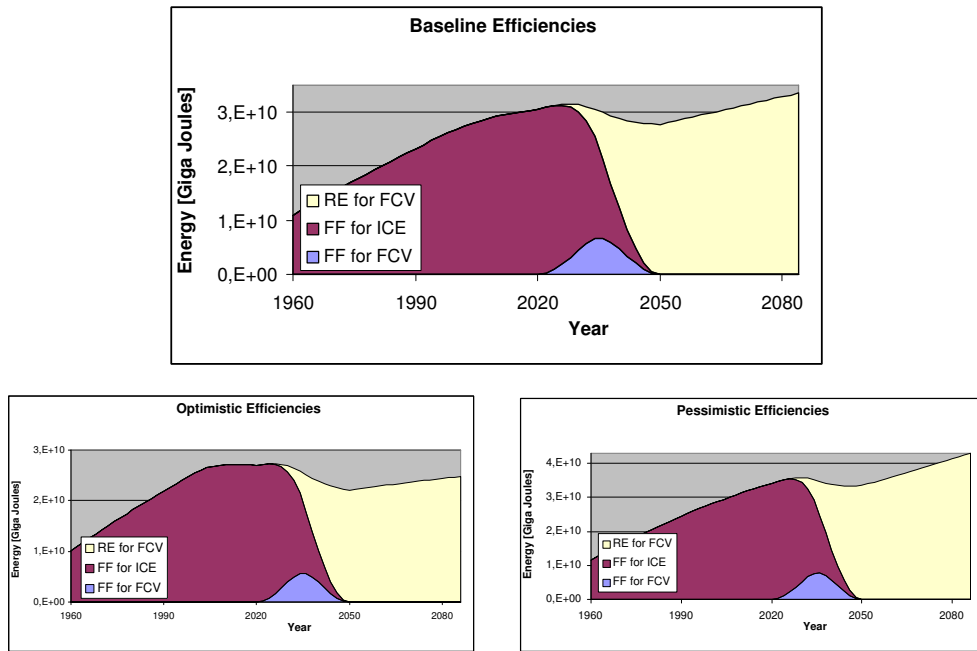 Baseline Efficiencies
Energy [Giga Joules]
3,E+10
2,E+10
1,E+10
0,E+00
RE for FCV
FF for ICE
FF for FCV
1960 1990 2020 2050 2080
Year
Optimistic Efficiencies
Energy [Giga Joules]
3,E+10
2,E+10
1,E+10
0,E+00
RE for FCV
FF for ICE
FF for FCV
1960 1990 2020 2050 2080
Year
Pessimistic Efficiencies
Energy [Giga Joules]
4,E+10
3,E+10
2,E+10
1,E+10
0,E+00
RE for FCV
FF for ICE
FF for FCV
1960 1990 2020 2050 2080
Year